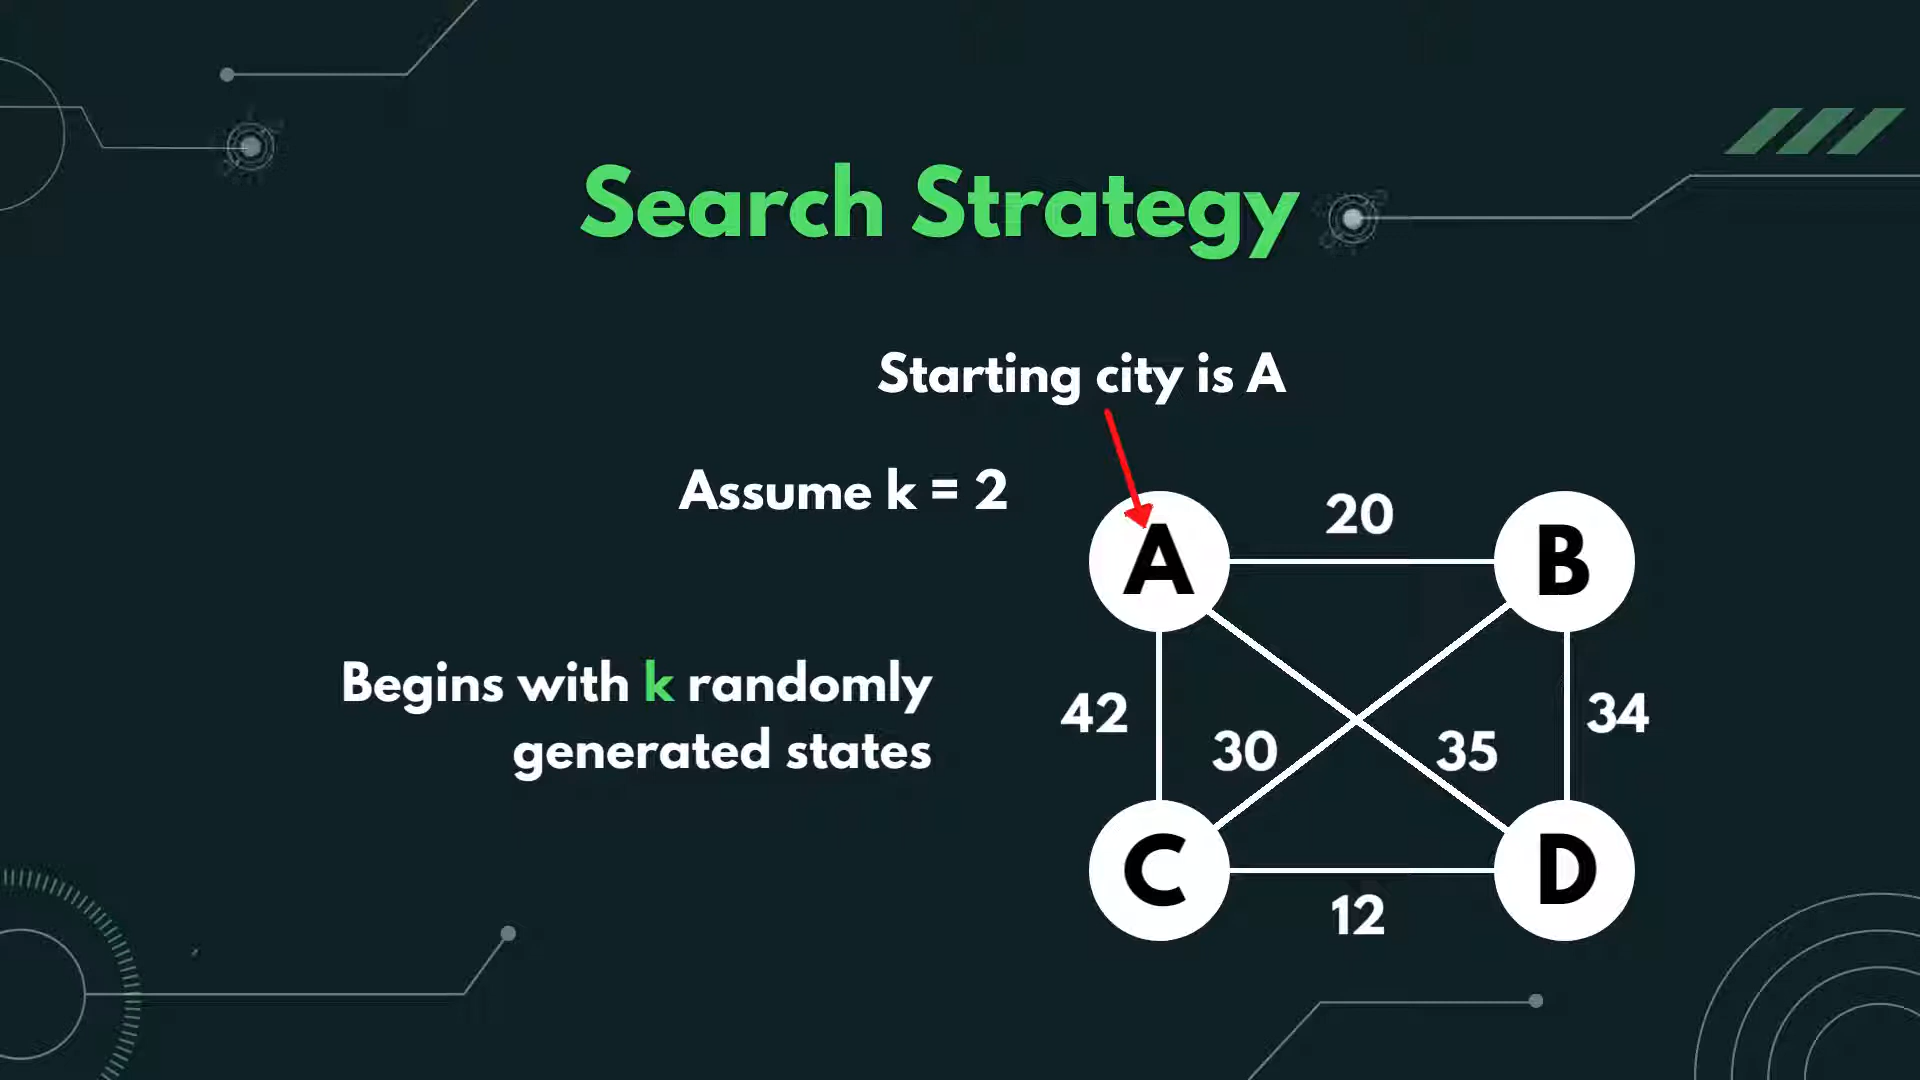 Search Strategy
Starting city is A
Assume k = 2
A
20
B
Begins with k randomly
generated states
42
30
35
34
C
12
D